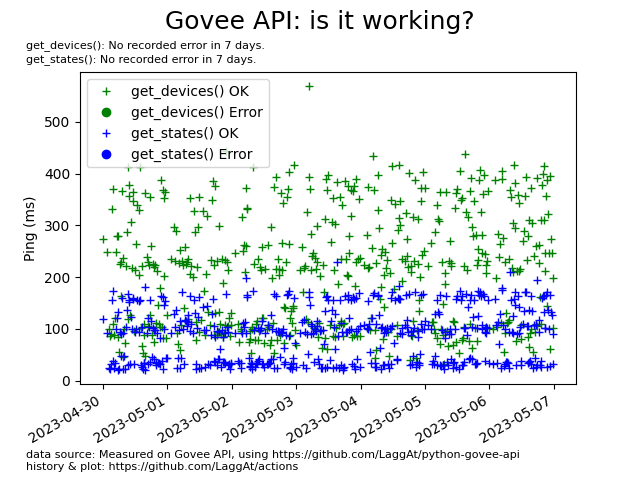 Govee API: is it working?
get_devices(): No recorded error in 7 days.
get_states(): No recorded error in 7 days.
get_devices() OK
get_devices() Error
get_states() OK
get_states() Error
Ping (ms)
500
400
300
200
100
0
2023-04-30
2023-05-01
2023-05-02
2023-05-03
2023-05-04
2023-05-05
2023-05-06
2023-05-07
data source: Measured on Govee API, using https://github.com/LaggAt/python-govee-api
history & plot: https://github.com/LaggAt/actions